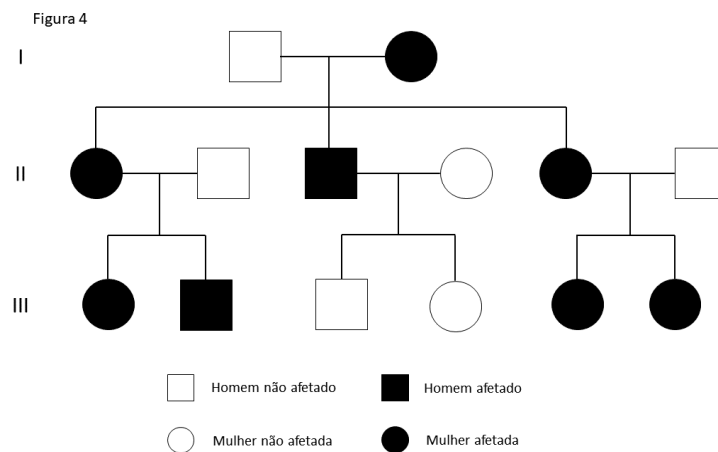 Figura 4
I
II
III
Homem não afetado
Homem afetado
Mulher não afetada
Mulher afetada